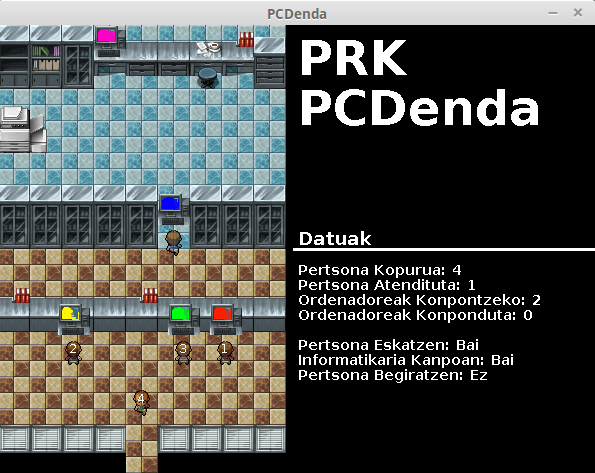 PCDenda
PRK
PCDenda
Datuak
Pertsona Kopurua: 4
Pertsona Atendituta: 1
Ordenadoreak Konpontzeko: 2
Ordenadoreak Konponduta: 0
Pertsona Eskatzen: Bai
Informatikaria Kanpoan: Bai
Pertsona Begiratzen: Ez
2
3
1
4